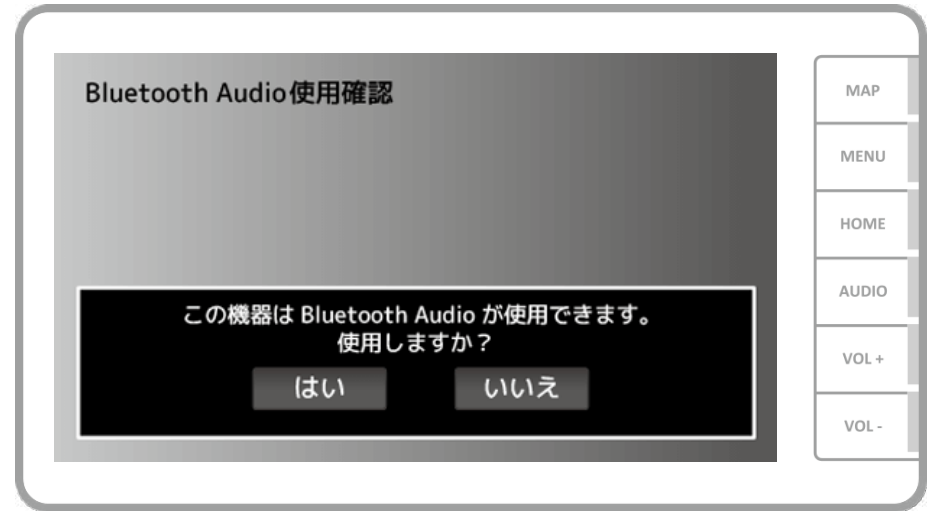 Bluetooth Audio使用確認
この機器は Bluetooth Audio が使用できます。
使用しますか？
はい
いいえ
MAP
MENU
HOME
AUDIO
VOL +
VOL -